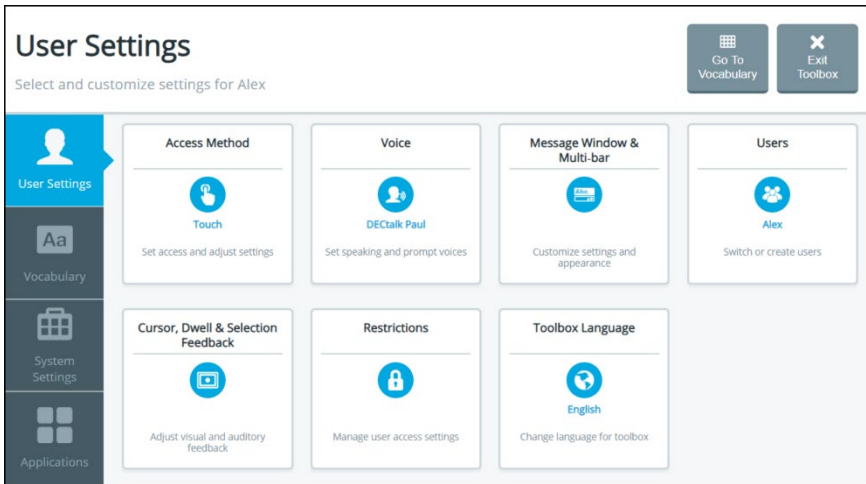 User Settings
Select and customize settings for Alex
Go To
Vocabulary
Exit
Toolbox
User Settings
Aa
Vocabulary
System
Settings
Applications
Access Method
Touch
Set access and adjust settings
Voice
DECtalk Paul
Set speaking and prompt voices
Message Window &
Multi-bar
Abc
Customize settings and
appearance
Users
Alex
Switch or create users
Cursor, Dwell & Selection
Feedback
Adjust visual and auditory
feedback
Restrictions
Manage user access settings
Toolbox Language
English
Change language for toolbox